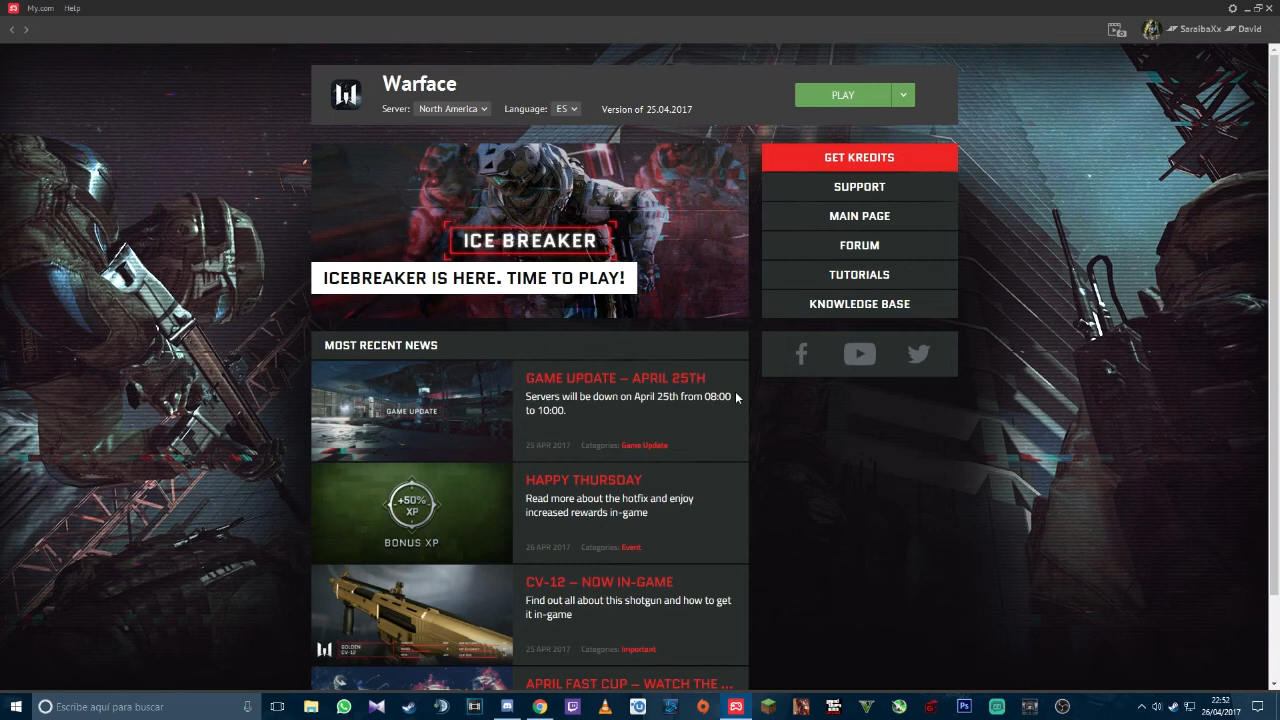 My.com Help
SaraibaXx David
Warface
Server: North America Language: ES Version of 25.04.2017
PLAY
ICE BREAKER
ICEBREAKER IS HERE. TIME TO PLAY!
GET KREDITS
SUPPORT
MAIN PAGE
FORUM
TUTORIALS
KNOWLEDGE BASE
MOST RECENT NEWS
GAME UPDATE
GAME UPDATE – APRIL 25TH
Servers will be down on April 25th from 08:00
to 10:00.
25 APR 2017 Categories: Game Update
+50%
XP
BONUS XP
HAPPY THURSDAY
Read more about the hotfix and enjoy
increased rewards in-game
26 APR 2017 Categories: Event
GOLDEN
CV-12
CV-12 – NOW IN-GAME
Find out all about this shotgun and how to get
it in-game
25 APR 2017 Categories: Important
APRIL FAST CUP – WATCH THE ...
Escribe aquí para buscar
22:52
26/04/2017